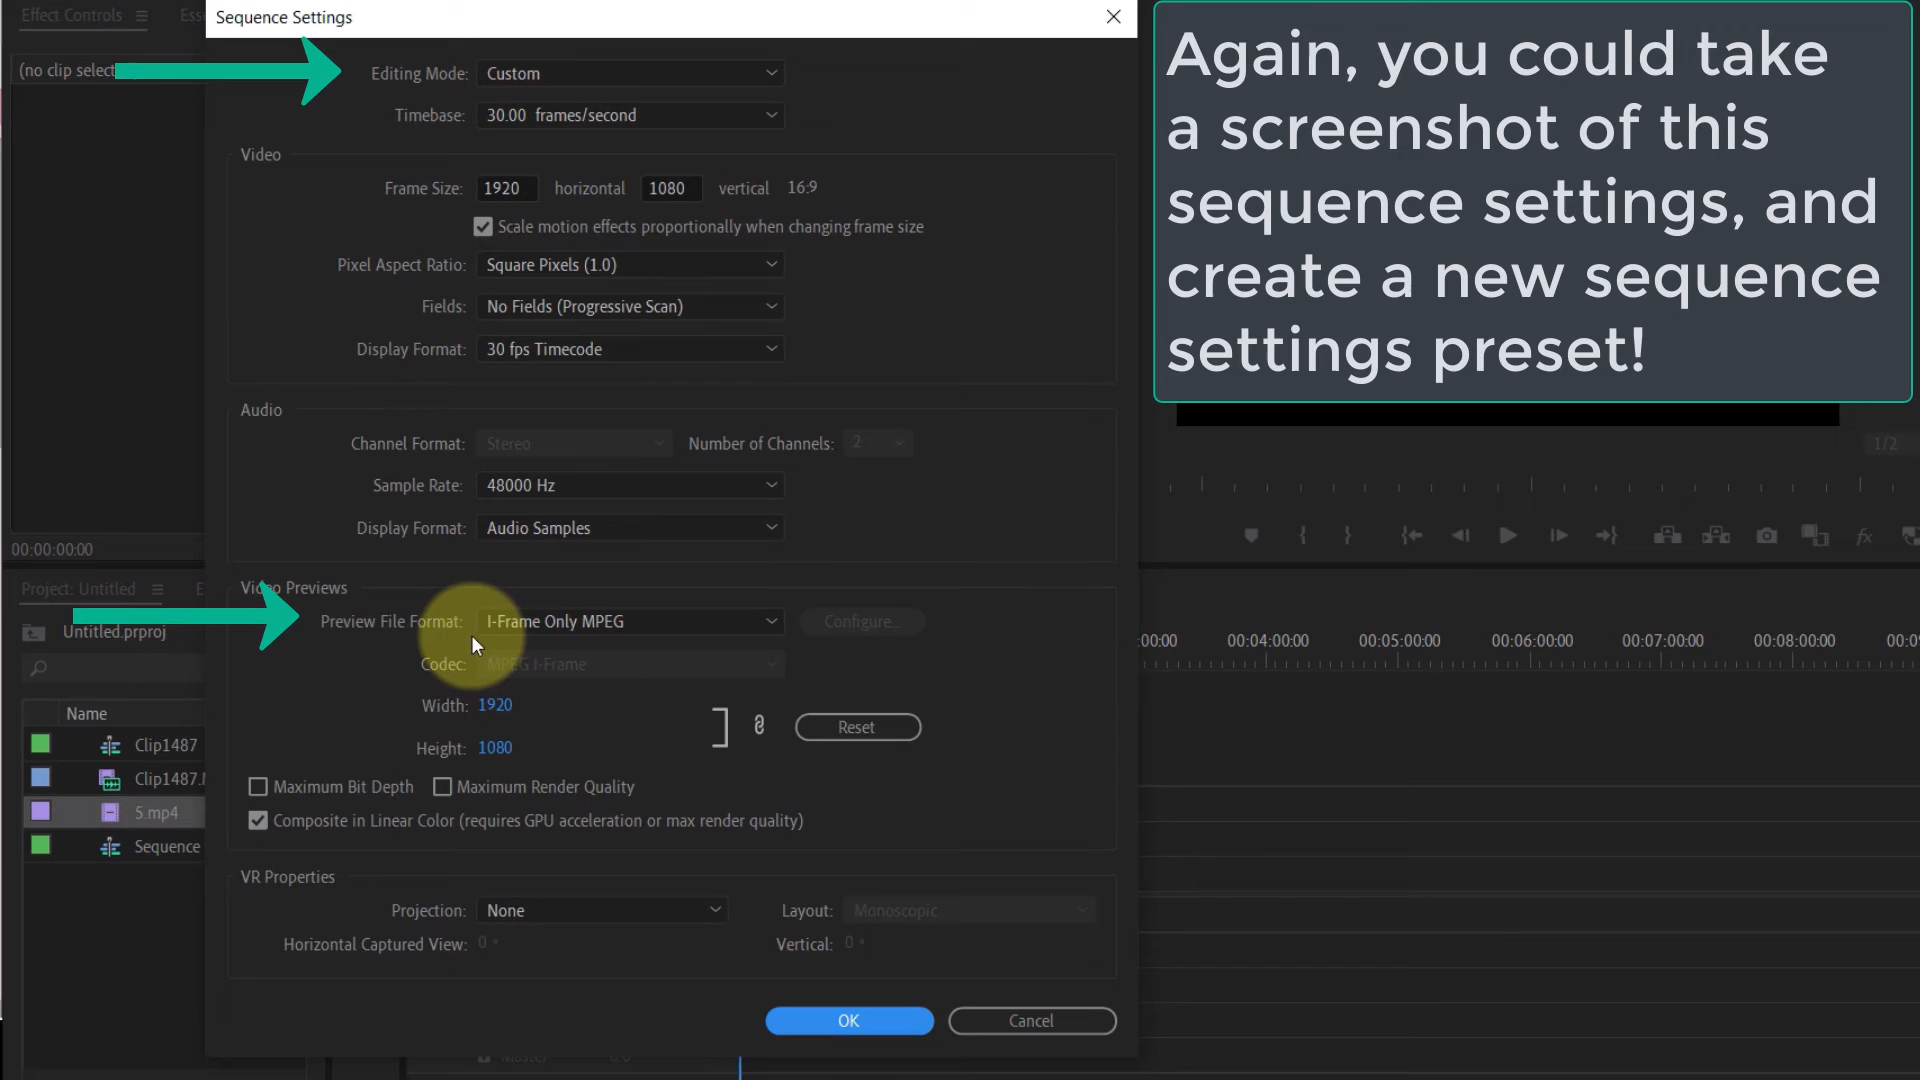 Effect Controls
Sequence Settings
(no clip select
Editing Mode: Custom
Timebase: 30.00 frames/second
Video
Frame Size: 1920 horizontal 1080 vertical 16:9
Scale motion effects proportionally when changing frame size
Pixel Aspect Ratio: Square Pixels (1.0)
Fields: No Fields (Progressive Scan)
Display Format: 30 fps Timecode
Audio
Channel Format: Stereo Number of Channels: 2
Sample Rate: 48000 Hz
Display Format: Audio Samples
Video Previews
Preview File Format: I-Frame Only MPEG Configure...
Codec: MPEG I-Frame
Width: 1920
Height: 1080
Reset
Maximum Bit Depth Maximum Render Quality
Composite in Linear Color (requires GPU acceleration or max render quality)
VR Properties
Projection: None Layout: Monoscopic
Horizontal Captured View: 0 ° Vertical: 0 °
OK Cancel
Again, you could take
a screenshot of this
sequence settings, and
create a new sequence
settings preset!
1/2
fx
00:00:00:00
Project: Untitled
Untitled.prproj
Name
Clip1487
Clip1487.
5.mp4
Sequence
:00:00 00:04:00:00 00:05:00:00 00:06:00:00 00:07:00:00 00:08:00:00 00:0